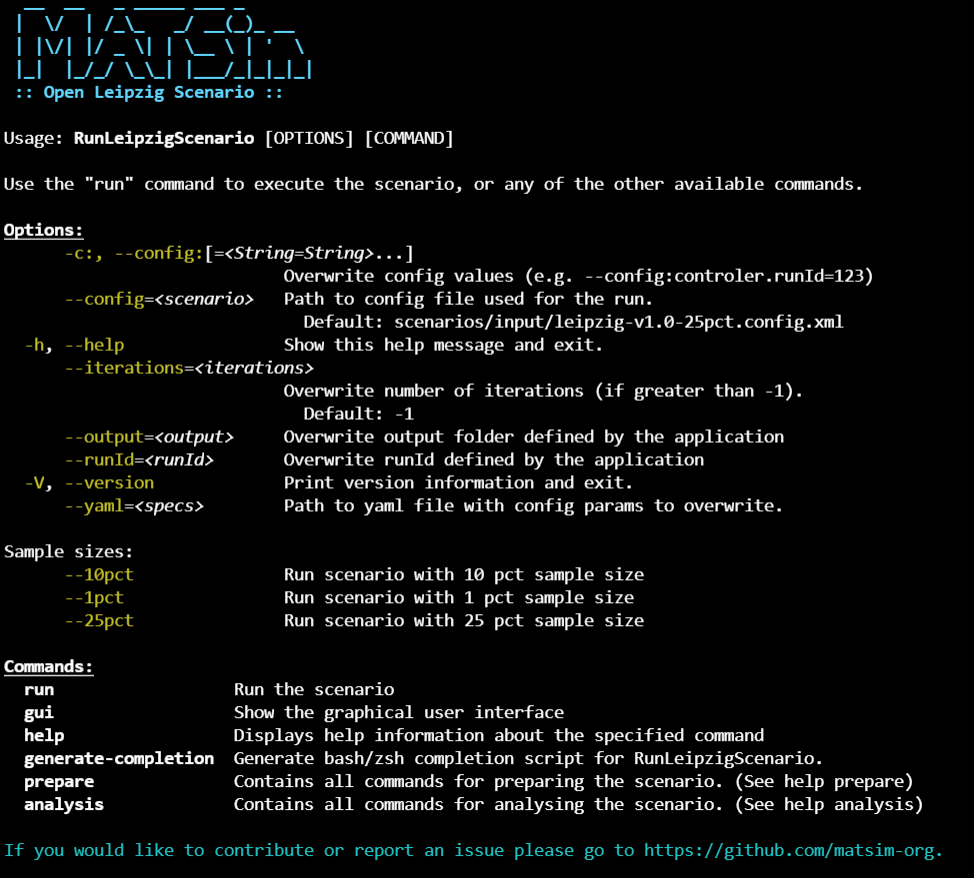 MATSim
:: Open Leipzig Scenario ::
Usage: RunLeipzigScenario [OPTIONS] [COMMAND]
Use the "run" command to execute the scenario, or any of the other available commands.
Options:
-c:, --config:[=<String=String>...]
Overwrite config values (e.g. --config:controler.runId=123)
--config=<scenario> Path to config file used for the run.
Default: scenarios/input/leipzig-v1.0-25pct.config.xml
-h, --help Show this help message and exit.
--iterations=<iterations>
Overwrite number of iterations (if greater than -1).
Default: -1
--output=<output> Overwrite output folder defined by the application
--runId=<runId> Overwrite runId defined by the application
-V, --version Print version information and exit.
--yaml=<specs> Path to yaml file with config params to overwrite.
Sample sizes:
--10pct Run scenario with 10 pct sample size
--1pct Run scenario with 1 pct sample size
--25pct Run scenario with 25 pct sample size
Commands:
run Run the scenario
gui Show the graphical user interface
help Displays help information about the specified command
generate-completion Generate bash/zsh completion script for RunLeipzigScenario.
prepare Contains all commands for preparing the scenario. (See help prepare)
analysis Contains all commands for analysing the scenario. (See help analysis)
If you would like to contribute or report an issue please go to https://github.com/matsim-org.